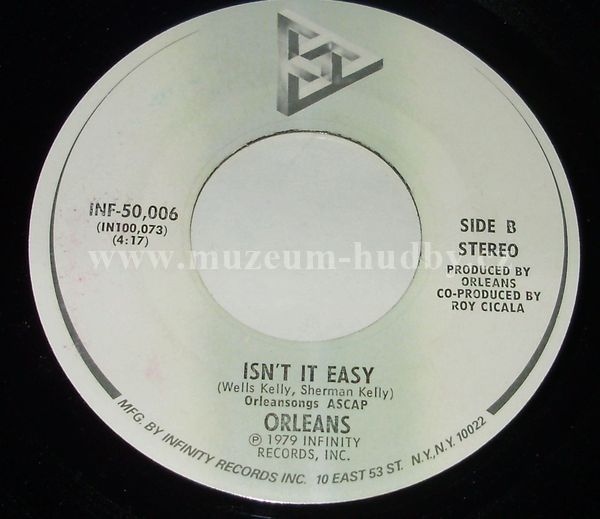 INF-50,006
(IN100,073)
(4:17)
SIDE B
STEREO
PRODUCED BY
ORLEANS
CO-PRODUCED BY
ROY CICALA
www.muzeum-hudby.cz
ISN'T IT EASY
(Wells Kelly, Sherman Kelly)
Orleansongs ASCAP
ORLEANS
℗ 1979 INFINITY
RECORDS, INC.
MFG. BY INFINITY RECORDS INC. 10 EAST 53 ST. N.Y., N.Y. 10022